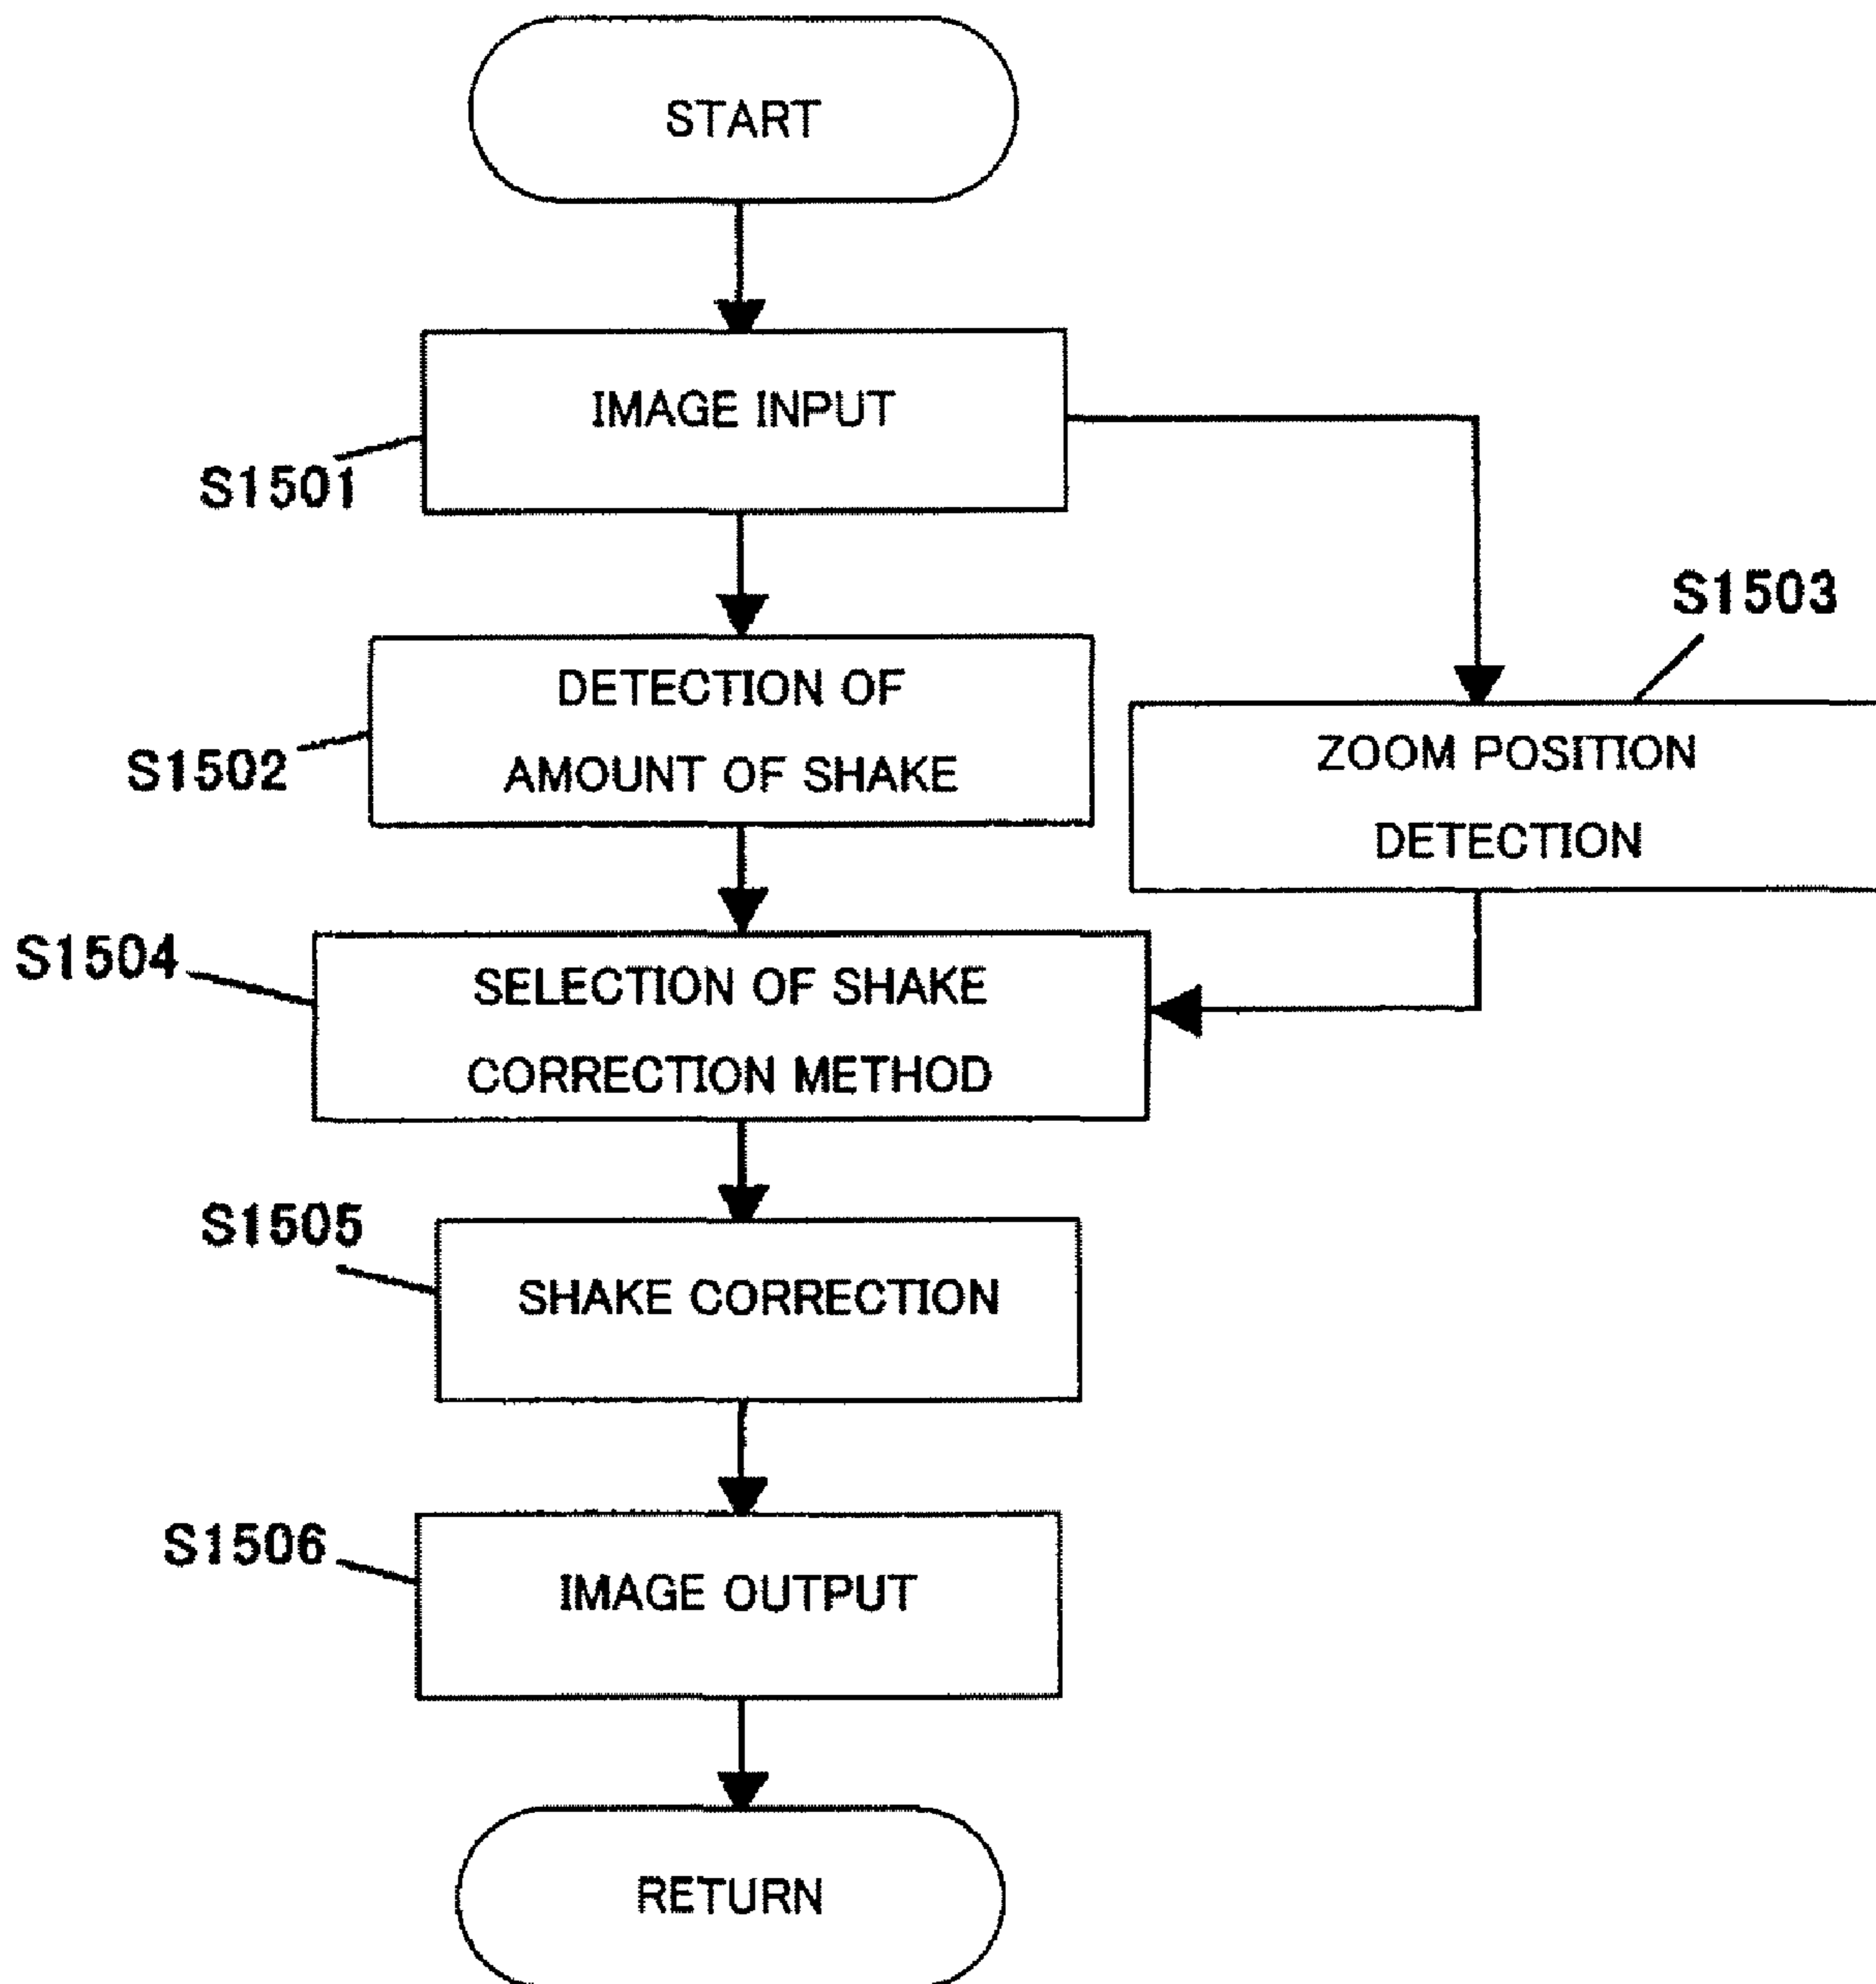 START
IMAGE INPUT
S1501
S1503
DETECTION OF
AMOUNT OF SHAKE
S1502
ZOOM POSITION
DETECTION
S1504
SELECTION OF SHAKE
CORRECTION METHOD
S1505
SHAKE CORRECTION
S1506
IMAGE OUTPUT
RETURN